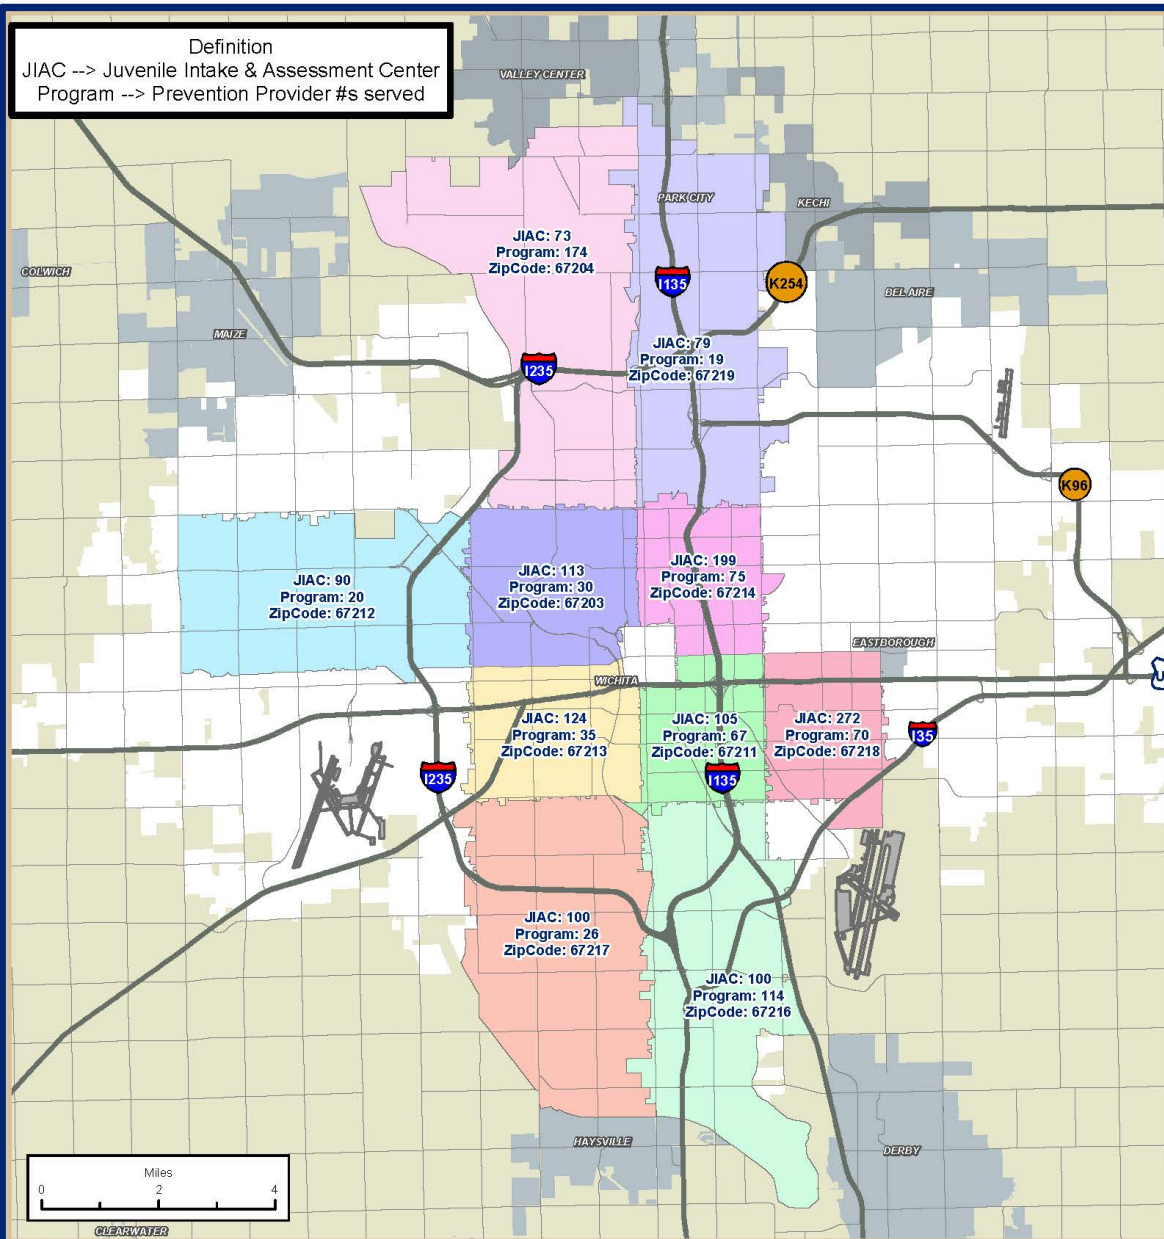 Definition
JIAC --> Juvenile Intake & Assessment Center
Program --> Prevention Provider #s served
VALLEY CENTER
PARK CITY
KECHI
JIAC: 73
Program: 174
ZipCode: 67204
COLWICH
I135
K254
BEL AIRE
MAIZE
JIAC: 79
Program: 19
ZipCode: 67219
I235
K96
JIAC: 90
Program: 20
ZipCode: 67212
JIAC: 113
Program: 30
ZipCode: 67203
JIAC: 199
Program: 75
ZipCode: 67214
EASTBOROUGH
WICHITA
U
JIAC: 124
Program: 35
ZipCode: 67213
JIAC: 105
Program: 67
ZipCode: 67211
JIAC: 272
Program: 70
ZipCode: 67218
I35
I235
I135
JIAC: 100
Program: 26
ZipCode: 67217
JIAC: 100
Program: 114
ZipCode: 67216
HAYSVILLE
DERBY
Miles
0 2 4
CLEARWATER